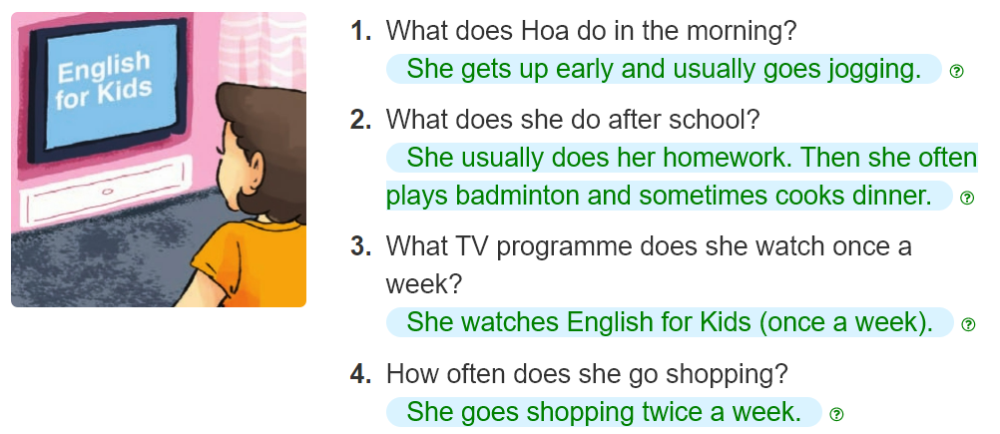 English
for Kids
1. What does Hoa do in the morning?
She gets up early and usually goes jogging.
2. What does she do after school?
She usually does her homework. Then she often
plays badminton and sometimes cooks dinner.
3. What TV programme does she watch once a
week?
She watches English for Kids (once a week).
4. How often does she go shopping?
She goes shopping twice a week.